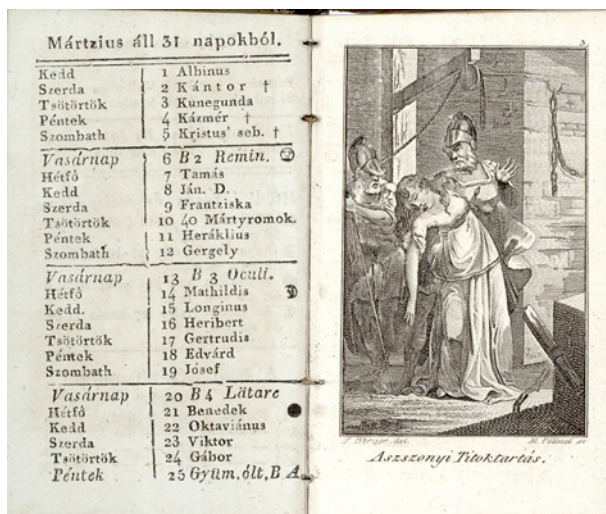 Mártzius áll 31 napokból.
Kedd 1 Albinus
Szerda 2 Kántor †
Tsötörtök 3 Kunegunda
Péntek 4 Kázmér †
Szombath 5 Kristus' seb. †
Vasárnap 6 B 2 Remin.
Hétfő 7 Tamás
Kedd 8 Ján. D.
Szerda 9 Frantziska
Tsötörtök 10 40 Mártyromok.
Péntek 11 Heráklius
Szombath 12 Gergely
Vasárnap 13 B 3 Oculi.
Hétfő 14 Mathildis
Kedd. 15 Longinus
Szerda 16 Heribert
Tsötörtök 17 Gertrudis
Péntek 18 Edvárd
Szombath 19 Jósef
Vasárnap 20 B 4 Lätare
Hétfő 21 Benedek
Kedd 22 Oktaviánus
Szerda 23 Viktor
Tsötörtök 24 Gábor
Péntek 25 Gyüm. ólt, B A.
3
Berger del.
Aszszonyi Titoktartás.